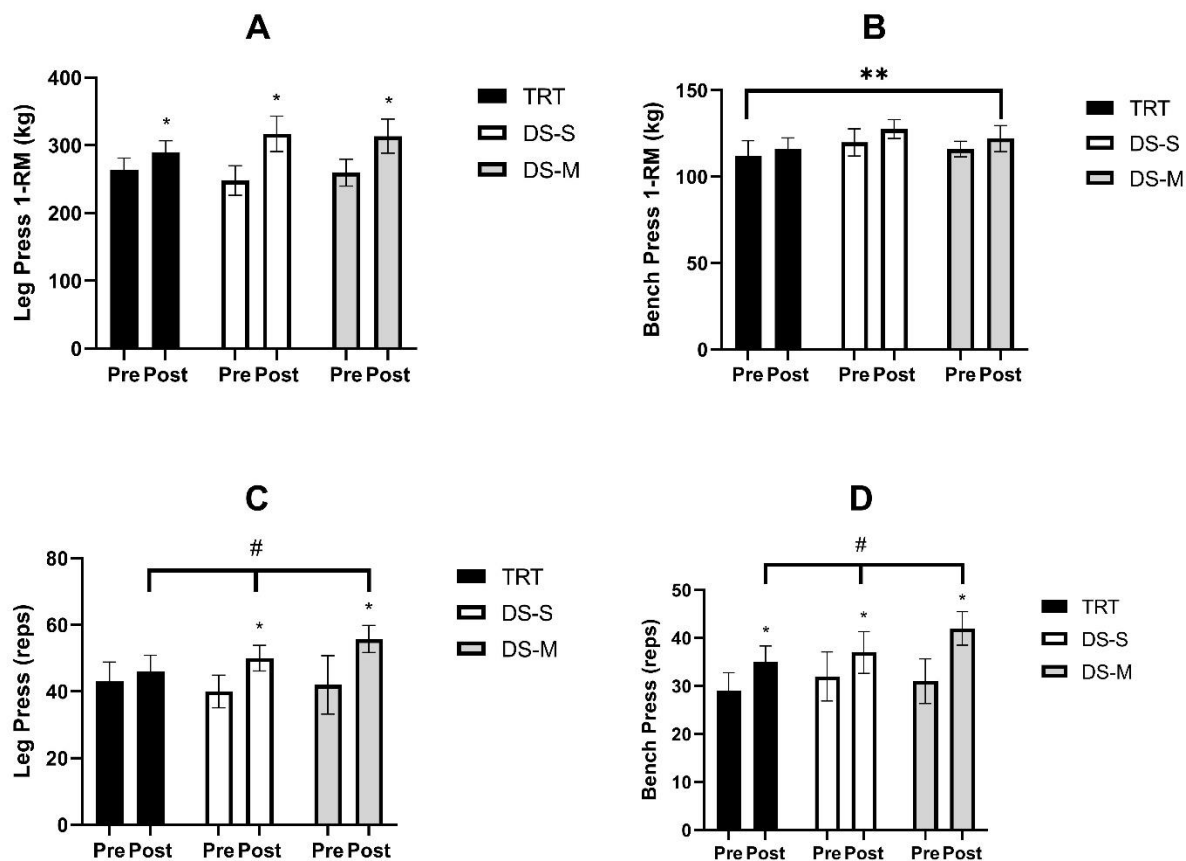 A
Leg Press 1-RM (kg)
400
300
200
100
0
* * *
Pre Post Pre Post Pre Post
TRT
DS-S
DS-M
B
Bench Press 1-RM (kg)
150
100
50
0
**
Pre Post Pre Post Pre Post
TRT
DS-S
DS-M
C
Leg Press (reps)
80
60
40
20
0
#
* *
Pre Post Pre Post Pre Post
TRT
DS-S
DS-M
D
Bench Press (reps)
50
40
30
20
10
0
#
* * *
Pre Post Pre Post Pre Post
TRT
DS-S
DS-M